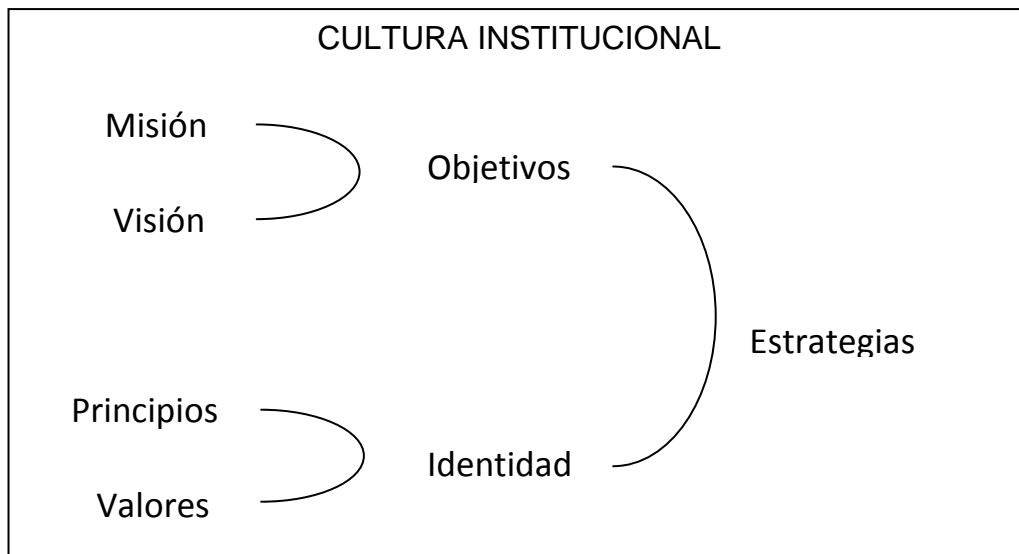 CULTURA INSTITUCIONAL
Misión
Objetivos
Visión
Estrategias
Principios
Identidad
Valores